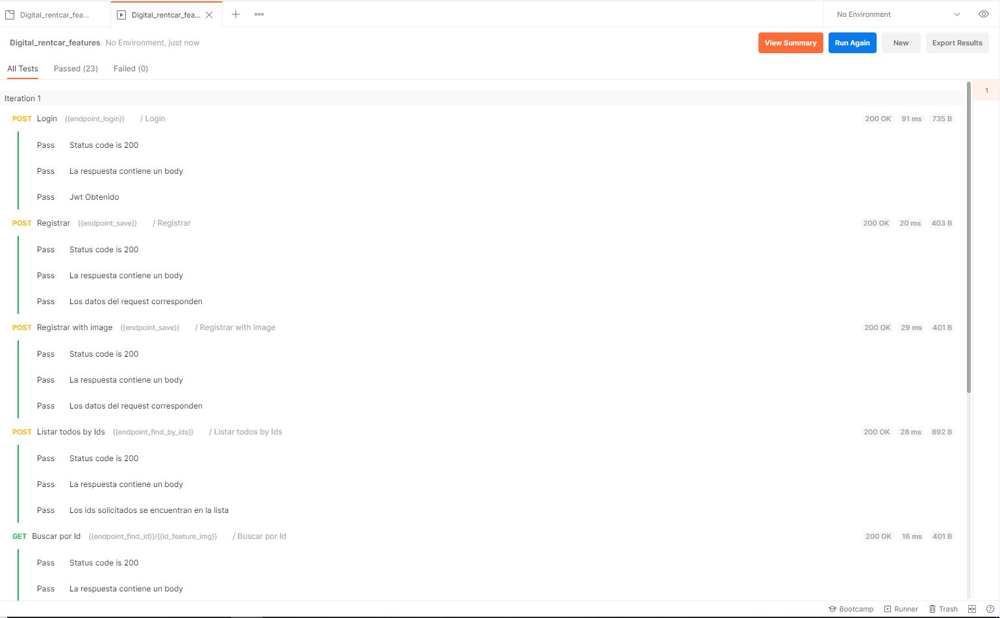 Digital_rentcar_fea...
Digital_rentcar_fea...
No Environment
Digital_rentcar_features No Environment, just now
View Summary
Run Again
New
Export Results
All Tests Passed (23) Failed (0)
Iteration 1
1
POST Login {{endpoint_login}} / Login 200 OK 91 ms 735 B
Pass Status code is 200
Pass La respuesta contiene un body
Pass Jwt Obtenido
POST Registrar {{endpoint_save}} / Registrar 200 OK 20 ms 403 B
Pass Status code is 200
Pass La respuesta contiene un body
Pass Los datos del request corresponden
POST Registrar with image {{endpoint_save}} / Registrar with image 200 OK 29 ms 401 B
Pass Status code is 200
Pass La respuesta contiene un body
Pass Los datos del request corresponden
POST Listar todos by Ids {{endpoint_find_by_ids}} / Listar todos by Ids 200 OK 28 ms 892 B
Pass Status code is 200
Pass La respuesta contiene un body
Pass Los ids solicitados se encuentran en la lista
GET Buscar por Id {{endpoint_find_id}}/{{id_feature_img}} / Buscar por Id 200 OK 16 ms 401 B
Pass Status code is 200
Pass La respuesta contiene un body
Bootcamp Runner Trash